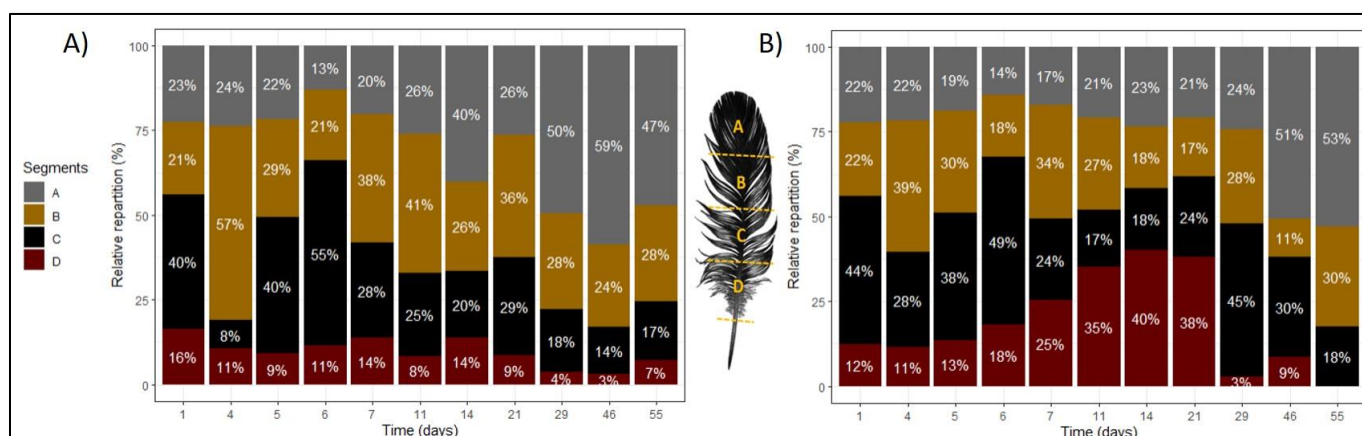 A)
Relative repartition (%)
100
75
50
25
0
23% 24% 22% 13% 20% 26% 40% 26% 50% 59% 47%
21% 57% 29% 21% 38% 41% 26% 36% 28% 24% 28%
40% 8% 40% 55% 28% 25% 20% 29% 18% 14% 17%
16% 11% 9% 11% 14% 8% 14% 9% 4% 3% 7%
1 4 5 6 7 11 14 21 29 46 55
Time (days)
Segments
A
B
C
D
A
B
C
D
B)
Relative repartition (%)
100
75
50
25
0
22% 22% 19% 14% 17% 21% 23% 21% 24% 51% 53%
22% 39% 30% 18% 34% 27% 18% 17% 28% 11% 30%
44% 28% 38% 49% 24% 17% 18% 24% 45% 30% 18%
12% 11% 13% 18% 25% 35% 40% 38% 3% 9%
1 4 5 6 7 11 14 21 29 46 55
Time (days)